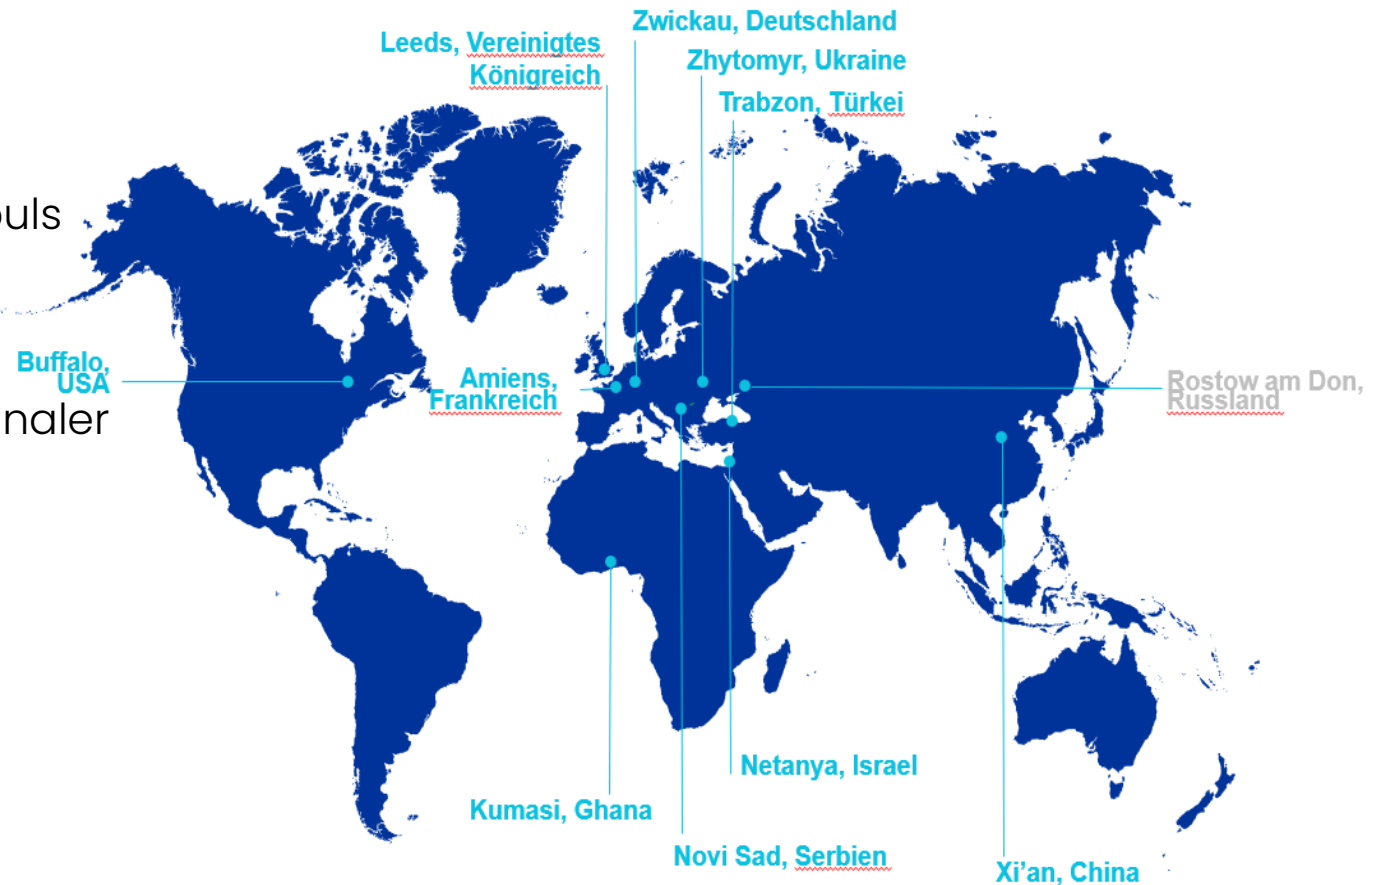 Zwickau, Deutschland
Leeds, Vereinigtes
Königreich
Zhytomyr, Ukraine
Trabzon, Türkei
ouls
Buffalo,
USA
Amiens,
Frankreich
Rostow am Don,
Russland
naler
Netanya, Israel
Kumasi, Ghana
Novi Sad, Serbien
Xi’an, China